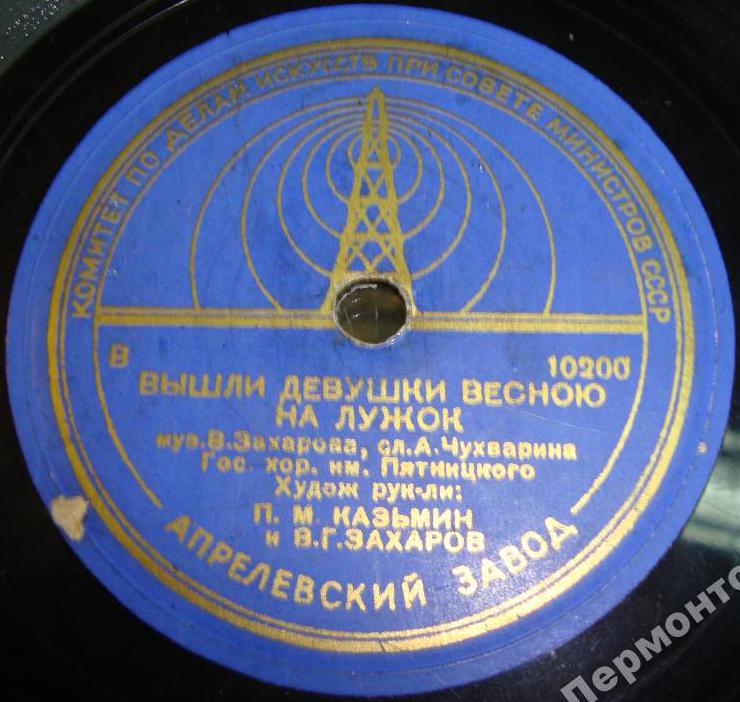 КОМИТЕТ ПО ДЕЛАМ ИСКУССТВ ПРИ СОВЕТЕ МИНИСТРОВ СССР
В 10200
ВЫШЛИ ДЕВУШКИ ВЕСНОЮ
НА ЛУЖОК
муз.В.Захарова, сл.А.Чухварина
Гос. хор. им. Пятницкого
Худож рук-ли:
П. М. КАЗЬМИН
и В.Г.ЗАХАРОВ
АПРЕЛЕВСКИЙ ЗАВОД
Лермонто